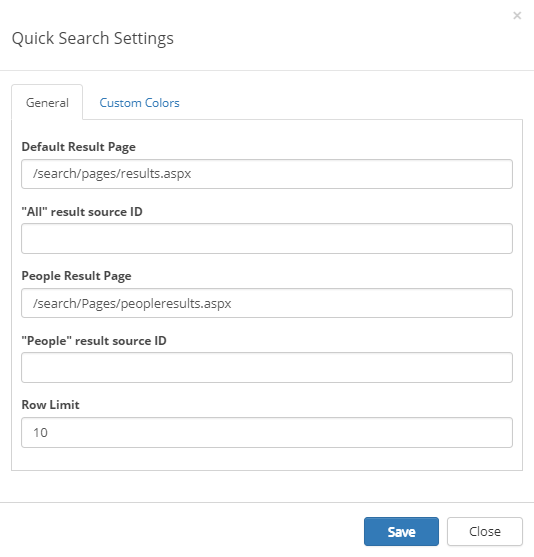 ×
Quick Search Settings
General
Custom Colors
Default Result Page
/search/pages/results.aspx
"All" result source ID
People Result Page
/search/Pages/peopleresults.aspx
"People" result source ID
Row Limit
10
Save
Close